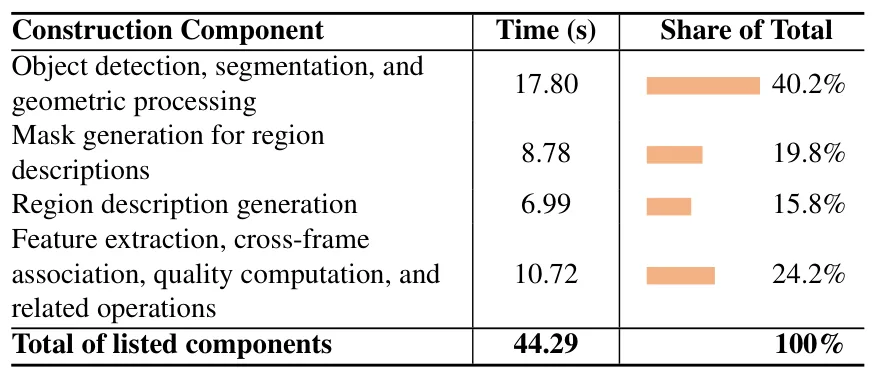 Construction Component Time (s) Share of Total
Object detection, segmentation, and
geometric processing 17.80 40.2%
Mask generation for region
descriptions 8.78 19.8%
Region description generation 6.99 15.8%
Feature extraction, cross-frame
association, quality computation, and 10.72 24.2%
related operations
Total of listed components 44.29 100%